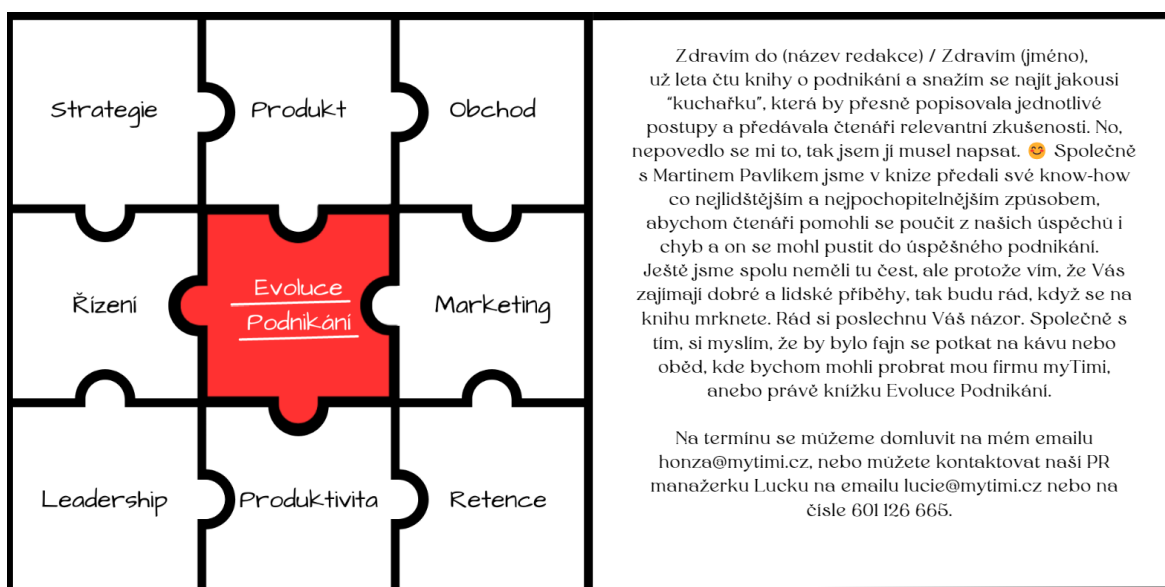 Strategie
Produkt
Obchod
Řízení
Evoluce
Podnikání
Marketing
Leadership
Produktivita
Retence
Zdravím do (název redakce) / Zdravím (jméno),
už leta čtu knihy o podnikání a snažím se najít jakousi
"kuchařku", která by přesně popisovala jednotlivé
postupy a předávala čtenáři relevantní zkušenosti. No,
nepovedlo se mi to, tak jsem ji musel napsat. 😊 Společně
s Martinem Pavlíkem jsme v knize předali své know-how
co nejlidštějším a nejpochopitelnějším způsobem,
abychom čtenáři pomohli se poučit z našich úspěchů i
chyb a on se mohl pustit do úspěšného podnikání.
Ještě jsme spolu neměli tu čest, ale protože vím, že Vás
zajímají dobré a lidské příběhy, tak budu rád, když se na
knihu mrknete. Rád si poslechnu Váš názor. Společně s
tím, si myslím, že by bylo fajn se potkat na kávu nebo
oběd, kde bychom mohli probrat mou firmu myTimi,
anebo právě knížku Evoluce Podnikání.
Na termínu se můžeme domluvit na mém emailu
honza@mytimi.cz, nebo můžete kontaktovat naší PR
manažerku Lucku na emailu lucie@mytimi.cz nebo na
čísle 601 126 665.